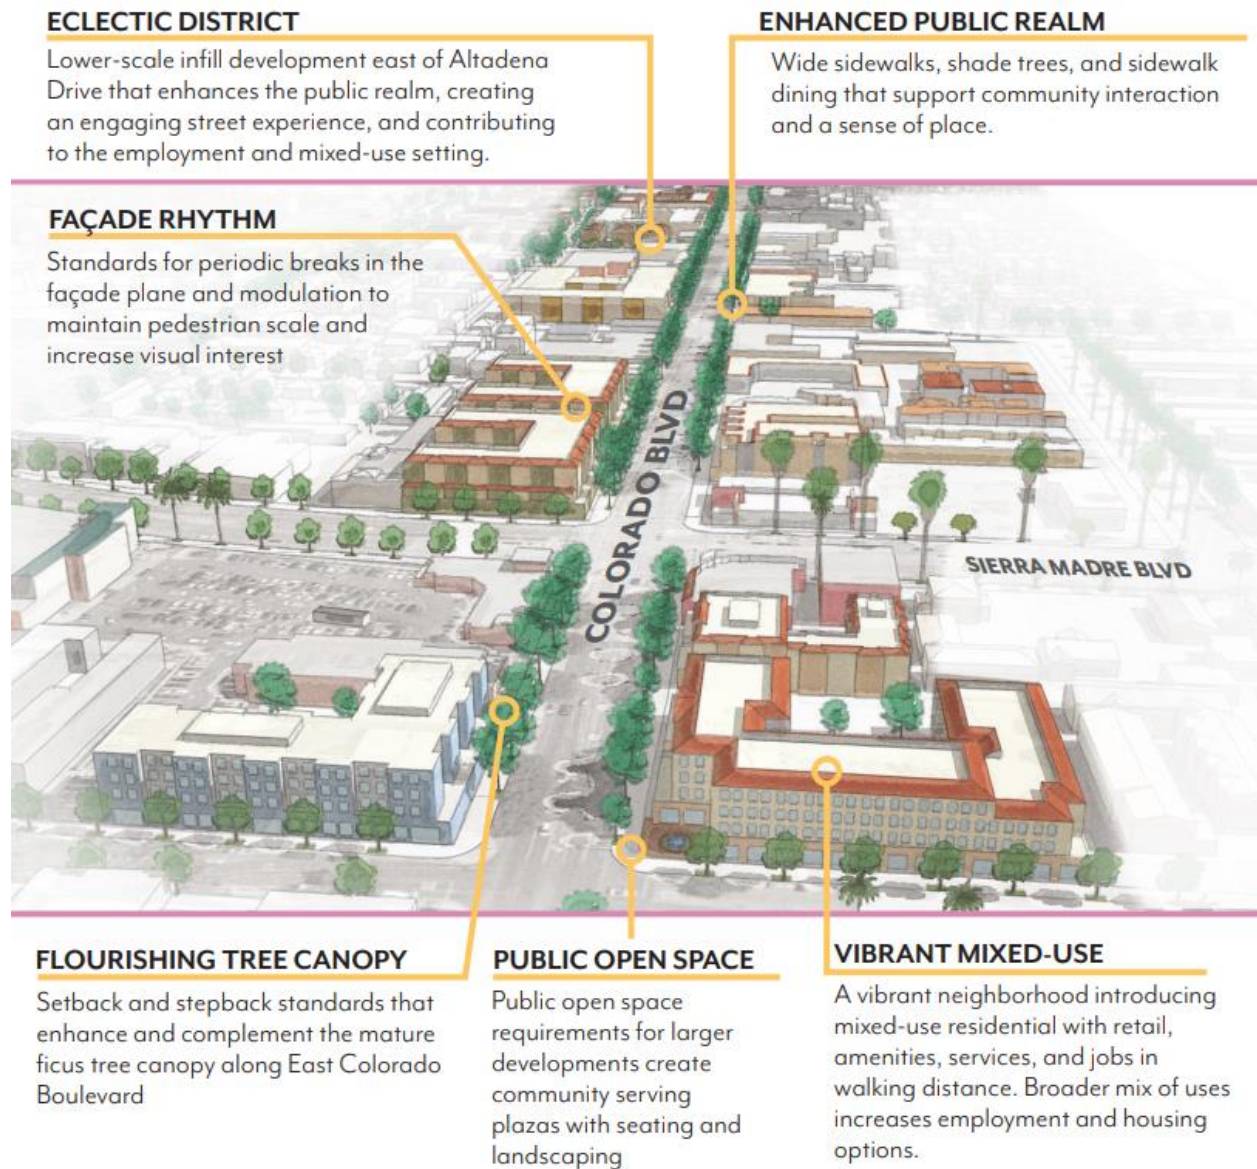 ECLECTIC DISTRICT
Lower-scale infill development east of Altadena
Drive that enhances the public realm, creating
an engaging street experience, and contributing
to the employment and mixed-use setting.
ENHANCED PUBLIC REALM
Wide sidewalks, shade trees, and sidewalk
dining that support community interaction
and a sense of place.
FAÇADE RHYTHM
Standards for periodic breaks in the
façade plane and modulation to
maintain pedestrian scale and
increase visual interest
COLORADO BLVD
SIERRA MADRE BLVD
FLOURISHING TREE CANOPY
Setback and stepback standards that
enhance and complement the mature
ficus tree canopy along East Colorado
Boulevard
PUBLIC OPEN SPACE
Public open space
requirements for larger
developments create
community serving
plazas with seating and
landscaping
VIBRANT MIXED-USE
A vibrant neighborhood introducing
mixed-use residential with retail,
amenities, services, and jobs in
walking distance. Broader mix of uses
increases employment and housing
options.